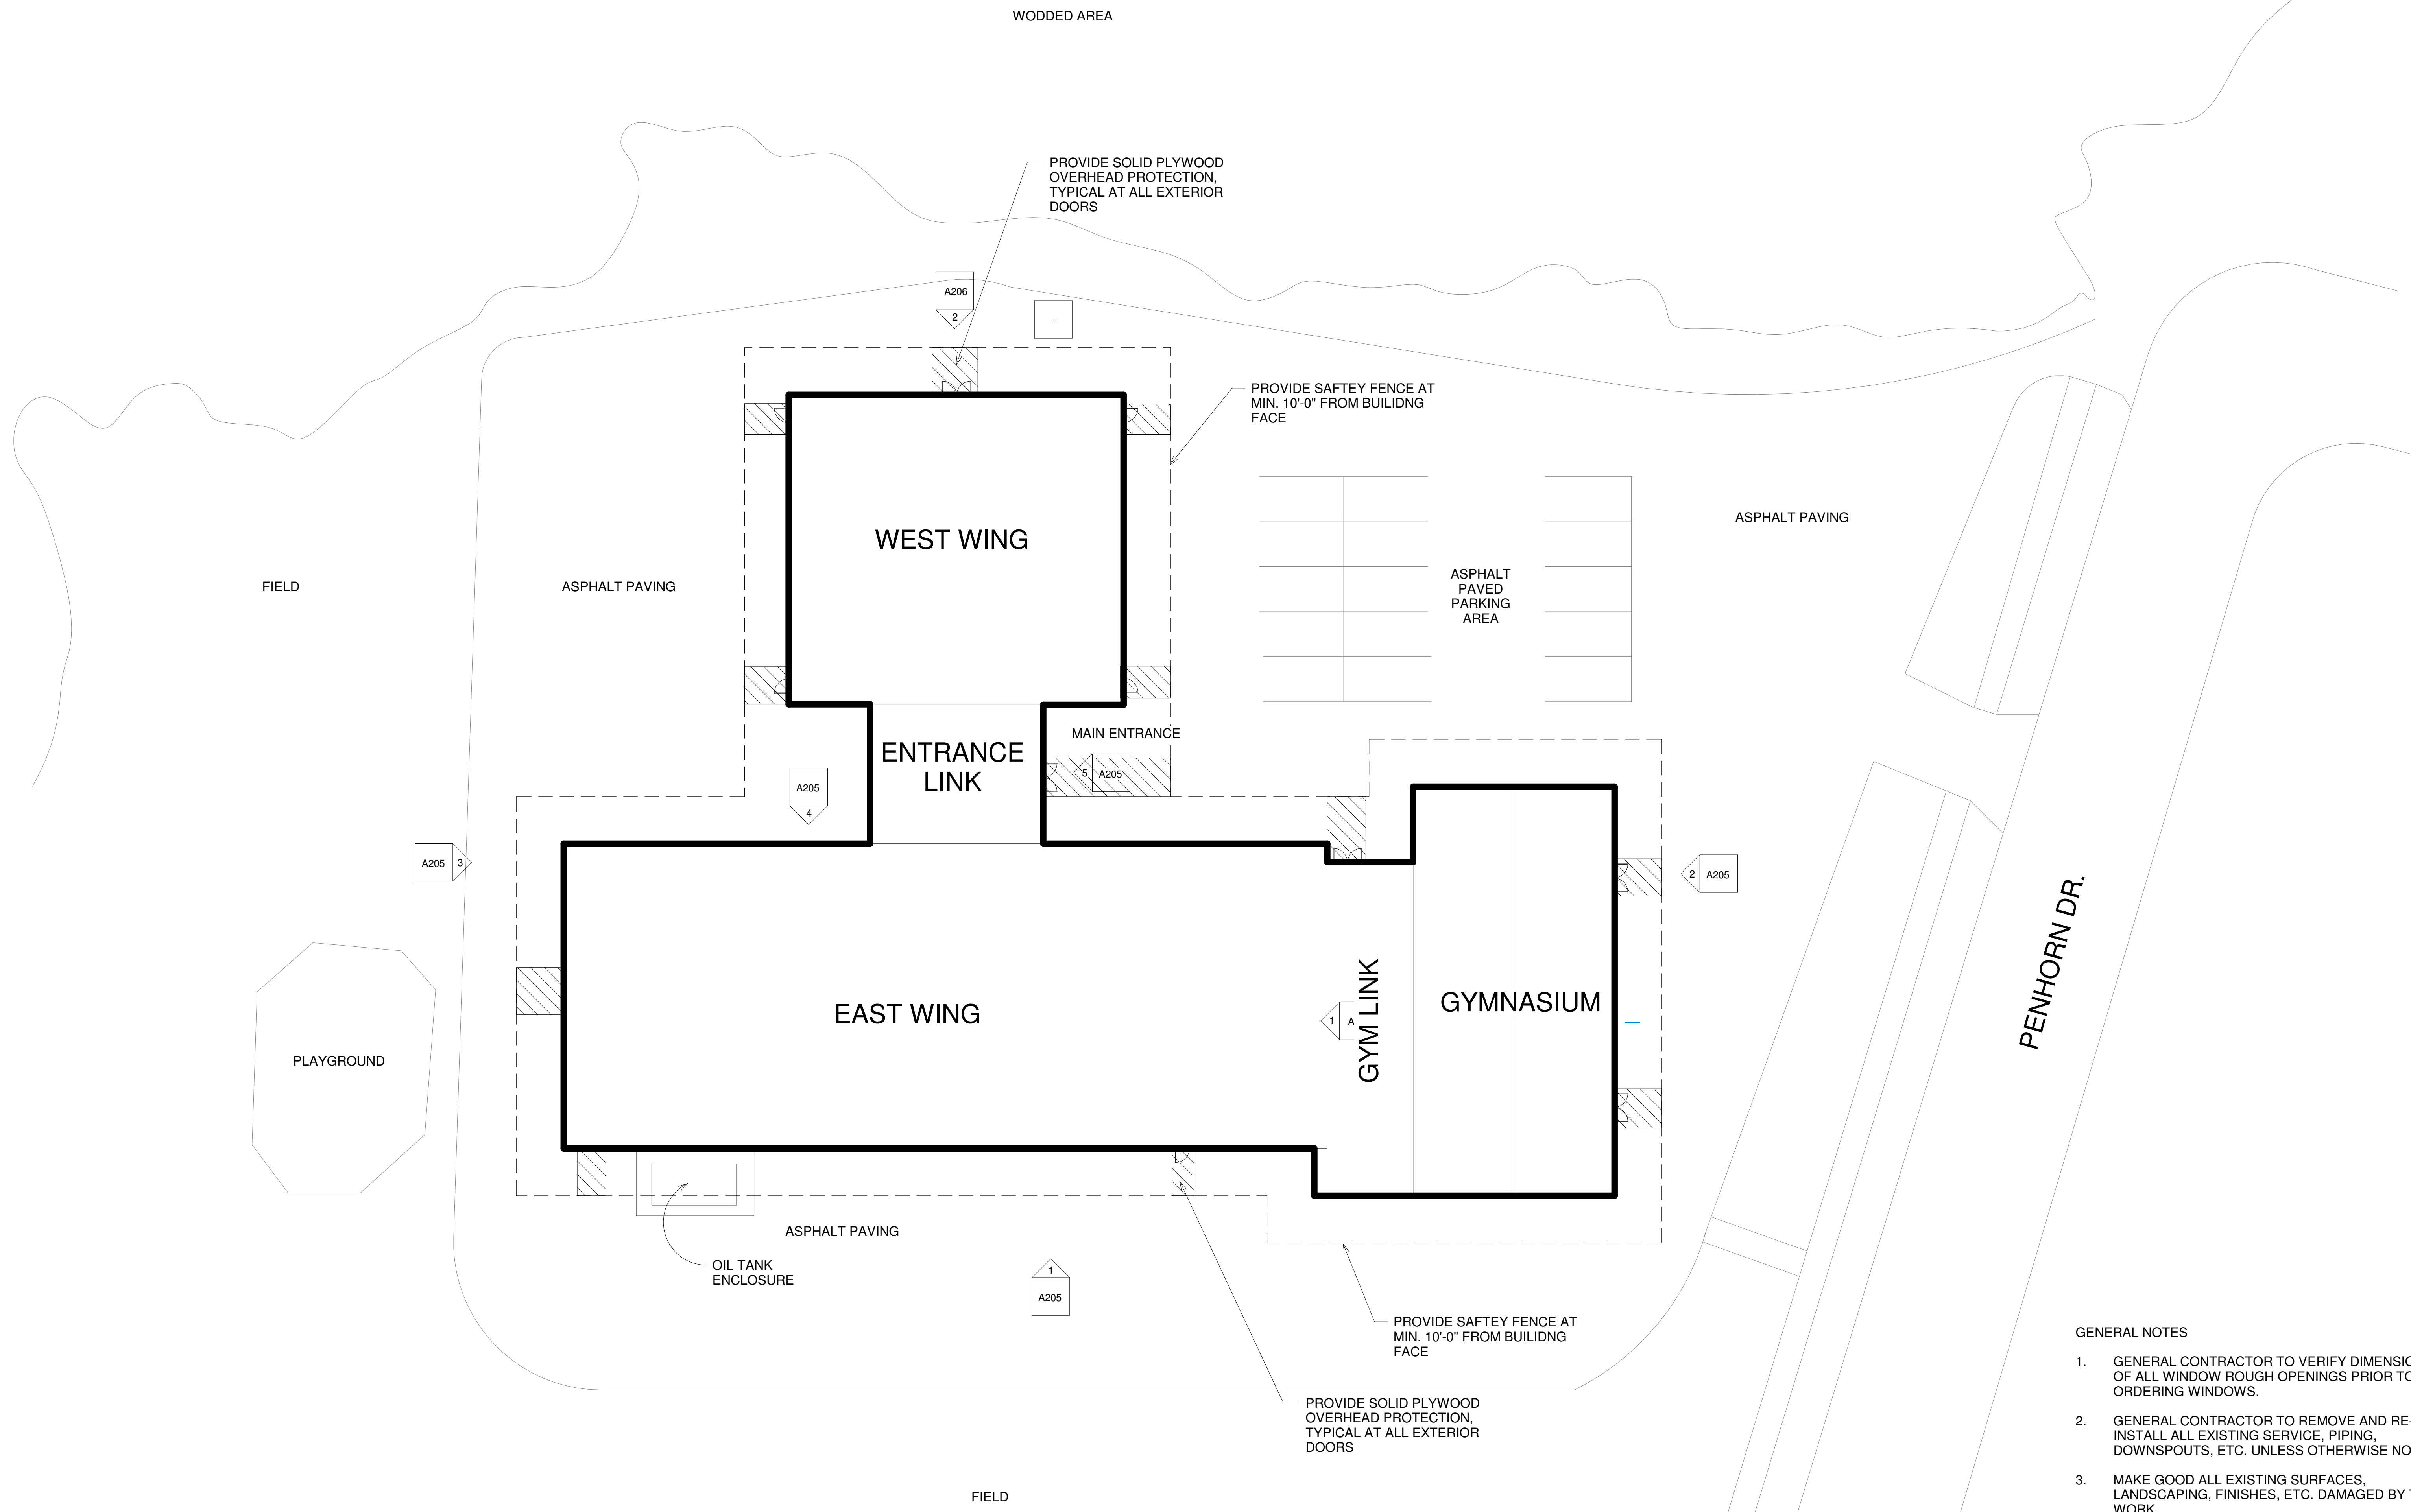 WODDED AREA
PROVIDE SOLID PLYWOOD
OVERHEAD PROTECTION,
TYPICAL AT ALL EXTERIOR
DOORS
A206
2
-
PROVIDE SAFTEY FENCE AT
MIN. 10'-0" FROM BUILIDNG
FACE
WEST WING
ASPHALT PAVING
FIELD
ASPHALT PAVING
ASPHALT
PAVED
PARKING
AREA
MAIN ENTRANCE
ENTRANCE
LINK
5 A205
A205
4
A205 3
2 A205
EAST WING
1 A
GYM LINK
GYMNASIUM
PENHORN DR.
PLAYGROUND
ASPHALT PAVING
OIL TANK
ENCLOSURE
1
A205
PROVIDE SAFTEY FENCE AT
MIN. 10'-0" FROM BUILIDNG
FACE
PROVIDE SOLID PLYWOOD
OVERHEAD PROTECTION,
TYPICAL AT ALL EXTERIOR
DOORS
FIELD
GENERAL NOTES
1. GENERAL CONTRACTOR TO VERIFY
OF ALL WINDOW ROUGH OPENINGS PRIOR TO
ORDERING WINDOWS.
2. GENERAL CONTRACTOR TO REMOVE AND RE-
INSTALL ALL EXISTING SERVICE, PIPING,
DOWNSPOUTS, ETC. UNLESS OTHERWISE
3. MAKE GOOD ALL EXISTING SURFACES,
LANDSCAPING, FINISHES, ETC. DAMAGED BY
WORK